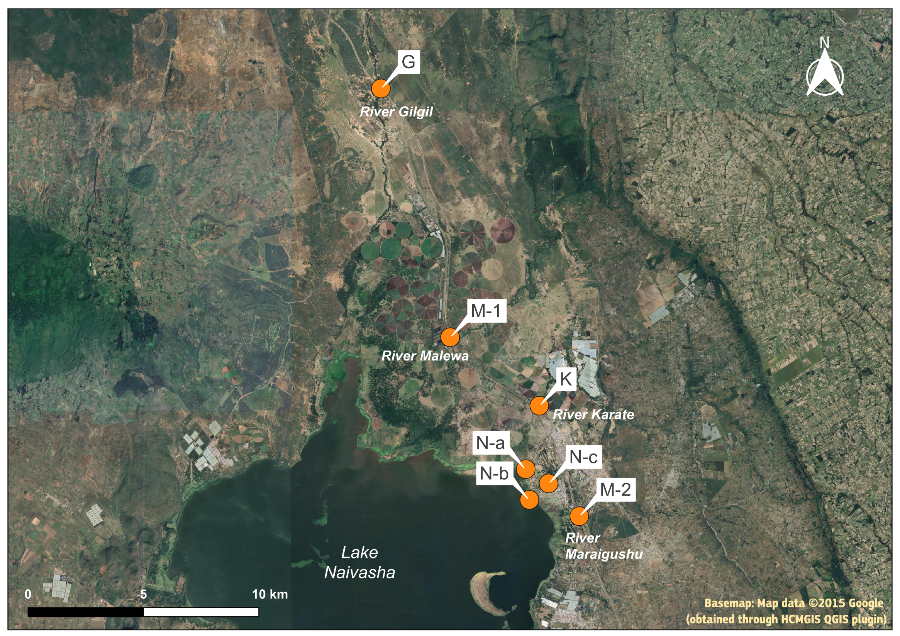 N
G
River Gilgil
M-1
River Malewa
K
River Karate
N-a
N-c
N-b
M-2
River
Maraigushu
Lake
Naivasha
0 5 10 km
Basemap: Map data ©2015 Google
(obtained through HCMGIS QGIS plugin)